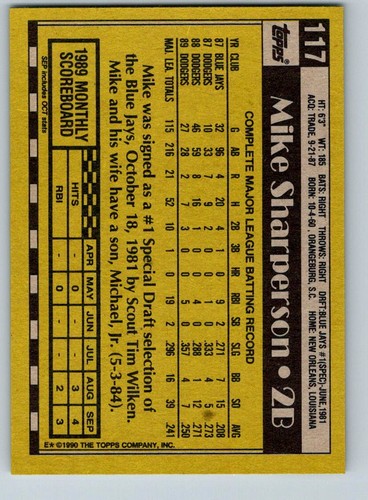 117
topps
Mike Sharperson • 2B
HT: 6'3" WT: 185 BATS: RIGHT THROWS: RIGHT DRFT: BLUE JAYS #1(SPEC)-JUNE, 1981
ACQ: TRADE, 9-21-87 BORN: 10-4-60, ORANGEBURG, S.C. HOME: NEW ORLEANS, LOUISIANA
COMPLETE MAJOR LEAGUE BATTING RECORD
YR CLUB G AB R H 2B 3B HR RBI SB SLG BB SO AVG
87 BLUE JAYS 32 96 4 20 4 1 0 9 2 .271 7 15 .208
87 DODGERS 10 33 7 9 2 0 0 1 0 .333 4 5 .273
88 DODGERS 46 59 8 16 1 0 0 4 0 .288 1 12 .271
89 DODGERS 27 28 2 7 3 0 0 5 0 .357 4 7 .250
MAJ. LEA. TOTALS 115 216 21 52 10 1 0 19 2 .296 16 39 .241
Mike was signed as a #1 Special Draft selection of
the Blue Jays, October 18, 1981 by Scout Tim Wilken.
Mike and his wife have a son, Michael, Jr. (5-3-84).
1989 MONTHLY
SCOREBOARD
APR MAY JUN JUL AUG SEP
HITS - 0 - - 3 4
RBI - 0 - - 2 3
SEP includes OCT 1 stats
E* ©1990 THE TOPPS COMPANY, INC.